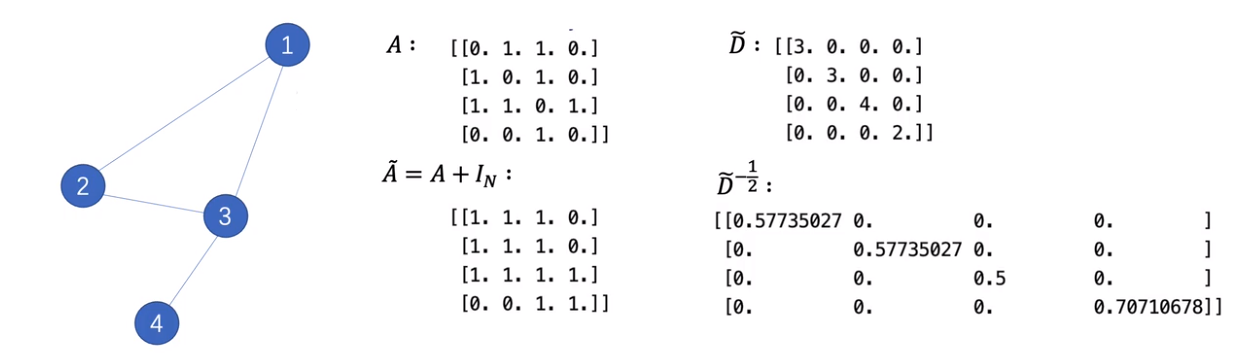 1
2
3
4
A :
[[0. 1. 1. 0.]
[1. 0. 1. 0.]
[1. 1. 0. 1.]
[0. 0. 1. 0.]]
Ã = A + I_N :
[[1. 1. 1. 0.]
[1. 1. 1. 0.]
[1. 1. 1. 1.]
[0. 0. 1. 1.]]
D̃ : [[3. 0. 0. 0.]
[0. 3. 0. 0.]
[0. 0. 4. 0.]
[0. 0. 0. 2.]]
D̃^{-1/2} :
[[0.57735027 0. 0. 0. ]
[0. 0.57735027 0. 0. ]
[0. 0. 0.5 0. ]
[0. 0. 0. 0.70710678]]